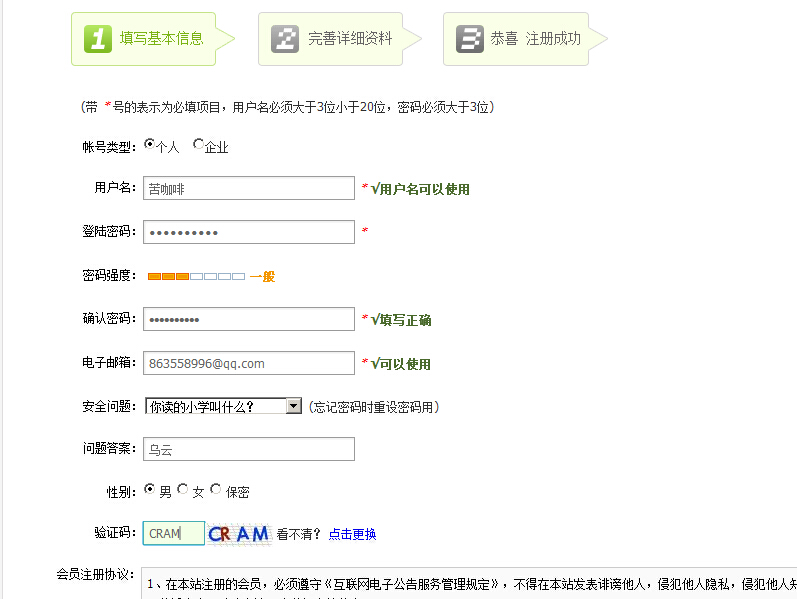 1 填写基本信息 2 完善详细资料 3 恭喜 注册成功
(带 *号的表示为必填项目，用户名必须大于3位小于20位，密码必须大于3位)
帐号类型： 个人 企业
用户名： 苦咖啡 * √用户名可以使用
登陆密码： •••••••••• *
密码强度： 一般
确认密码： •••••••••• * √填写正确
电子邮箱： 863558996@qq.com * √可以使用
安全问题： 你读的小学叫什么？ (忘记密码时重设密码用)
问题答案： 乌云
性别： 男 女 保密
验证码： CRAM CRAM 看不清？ 点击更换
会员注册协议：
1、在本站注册的会员，必须遵守《互联网电子公告服务管理规定》，不得在本站发表诽谤他人，侵犯他人隐私，侵犯他人知